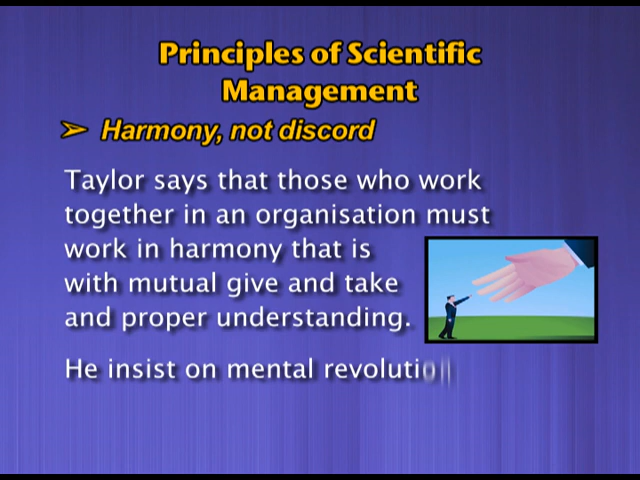 Principles of Scientific
Management
➢ Harmony, not discord
Taylor says that those who work
together in an organisation must
work in harmony that is
with mutual give and take
and proper understanding.
He insist on mental revolution